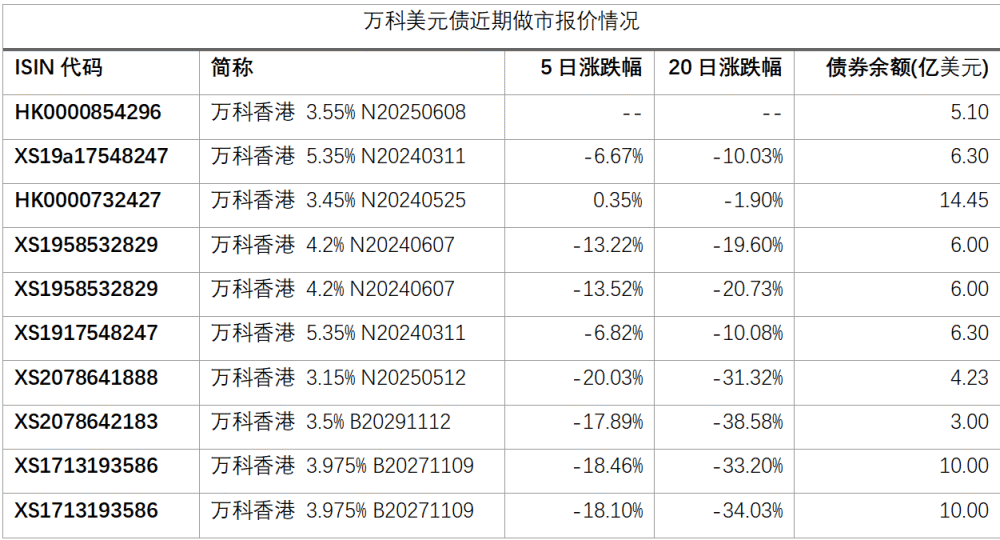 万科美元债近期做市报价情况
ISIN 代码 简称 5 日涨跌幅 20 日涨跌幅 债券余额(亿美元)
HK0000854296 万科香港 3.55% N20250608 -- -- 5.10
XS19a17548247 万科香港 5.35% N20240311 -6.67% -10.03% 6.30
HK0000732427 万科香港 3.45% N20240525 0.35% -1.90% 14.45
XS1958532829 万科香港 4.2% N20240607 -13.22% -19.60% 6.00
XS1958532829 万科香港 4.2% N20240607 -13.52% -20.73% 6.00
XS1917548247 万科香港 5.35% N20240311 -6.82% -10.08% 6.30
XS2078641888 万科香港 3.15% N20250512 -20.03% -31.32% 4.23
XS2078642183 万科香港 3.5% B20291112 -17.89% -38.58% 3.00
XS1713193586 万科香港 3.975% B20271109 -18.46% -33.20% 10.00
XS1713193586 万科香港 3.975% B20271109 -18.10% -34.03% 10.00